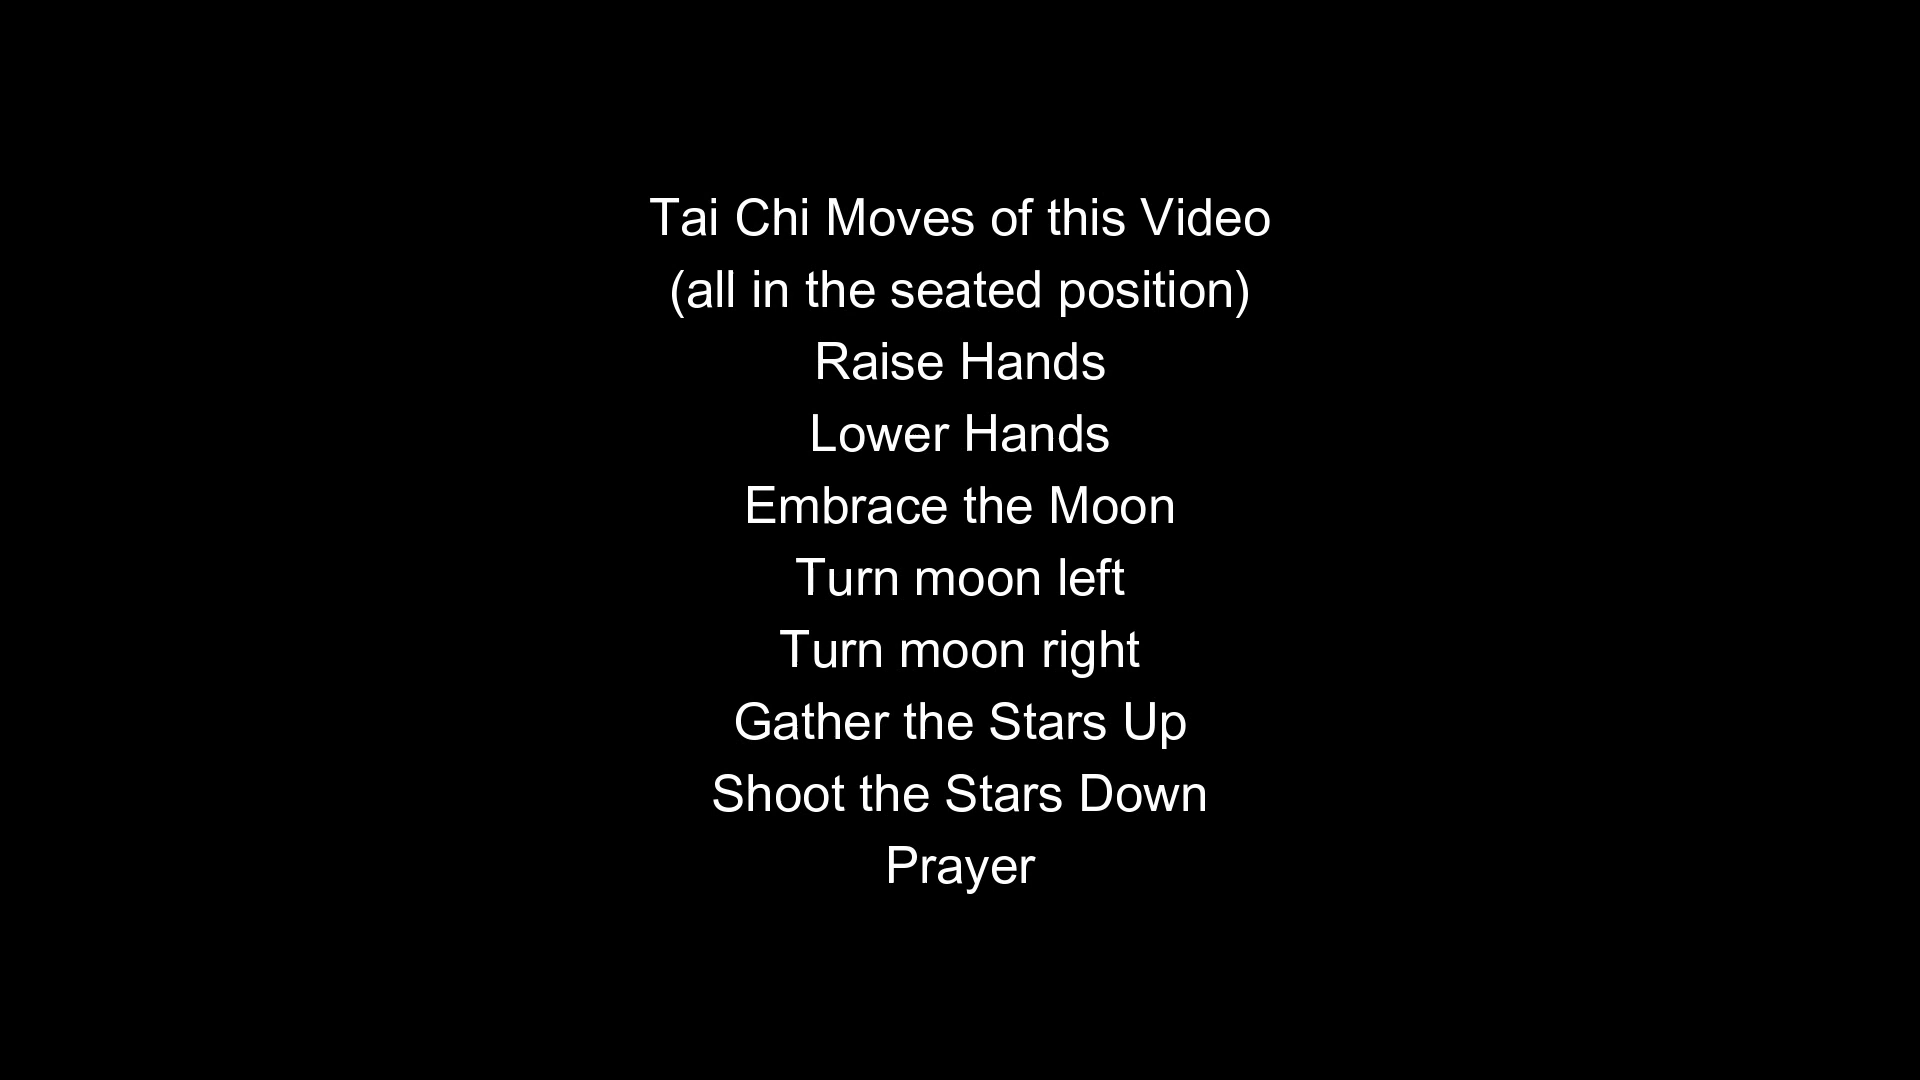 Tai Chi Moves of this Video
(all in the seated position)
Raise Hands
Lower Hands
Embrace the Moon
Turn moon left
Turn moon right
Gather the Stars Up
Shoot the Stars Down
Prayer